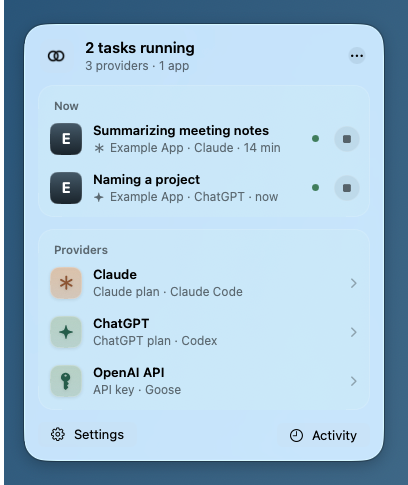 2 tasks running
3 providers · 1 app
Now
E
Summarizing meeting notes
Example App · Claude · 14 min
E
Naming a project
Example App · ChatGPT · now
Providers
Claude
Claude plan · Claude Code
ChatGPT
ChatGPT plan · Codex
OpenAI API
API key · Goose
Settings
Activity